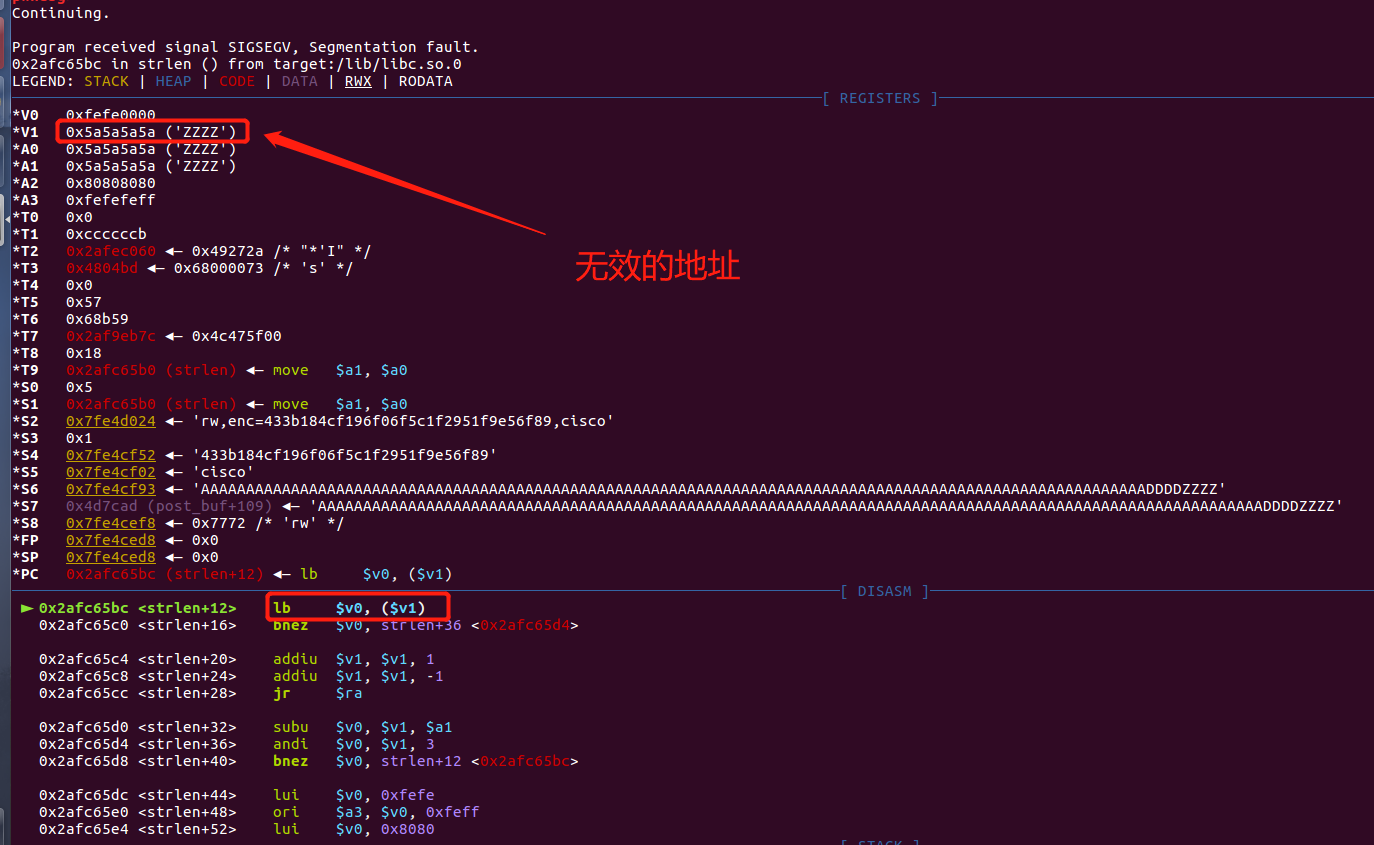 Continuing.
Program received signal SIGSEGV, Segmentation fault.
0x2afc65bc in strlen () from target:/lib/libc.so.0
LEGEND: STACK | HEAP | CODE | DATA | RWX | RODATA
[ REGISTERS ]
*V0 0xfefe0000
*V1 0x5a5a5a5a ('ZZZZ')
*A0 0x5a5a5a5a ('ZZZZ')
*A1 0x5a5a5a5a ('ZZZZ')
*A2 0x80808080
*A3 0xfefefeff
*T0 0x0
*T1 0xccccccb
*T2 0x2afec060 ◂— 0x49272a /* "*'I" */
无效的地址
*T3 0x4804bd ◂— 0x68000073 /* 's' */
*T4 0x0
*T5 0x57
*T6 0x68b59
*T7 0x2af9eb7c ◂— 0x4c475f00
*T8 0x18
*T9 0x2afc65b0 (strlen) ◂— move $a1, $a0
*S0 0x5
*S1 0x2afc65b0 (strlen) ◂— move $a1, $a0
*S2 0x7fe4d024 ◂— 'rw,enc=433b184cf196f06f5c1f2951f9e56f89,cisco'
*S3 0x1
*S4 0x7fe4cf52 ◂— '433b184cf196f06f5c1f2951f9e56f89'
*S5 0x7fe4cf02 ◂— 'cisco'
*S6 0x7fe4cf93 ◂— 'AAAAAAAAAAAAAAAAAAAAAAAAAAAAAAAAAAAAAAAAAAAAAAAAAAAAAAAAAAAAAAAAAAAAAAAAAAAAAAAAAAAAAAAAAAAAAAAAAAAAAAAAADDDDZZZZ'
*S7 0x4d7cad (post_buf+109) ◂— 'AAAAAAAAAAAAAAAAAAAAAAAAAAAAAAAAAAAAAAAAAAAAAAAAAAAAAAAAAAAAAAAAAAAAAAAAAAAAAAAAAAAAAAAAAAAAAAAAAAAAAAAAADDDDZZZZ'
*S8 0x7fe4cef8 ◂— 0x7772 /* 'rw' */
*FP 0x7fe4ced8 ◂— 0x0
*SP 0x7fe4ced8 ◂— 0x0
*PC 0x2afc65bc (strlen+12) ◂— lb $v0, ($v1)
[ DISASM ]
► 0x2afc65bc <strlen+12> lb $v0, ($v1)
0x2afc65c0 <strlen+16> bnez $v0, strlen+36 <0x2afc65d4>
0x2afc65c4 <strlen+20> addiu $v1, $v1, 1
0x2afc65c8 <strlen+24> addiu $v1, $v1, -1
0x2afc65cc <strlen+28> jr $ra
0x2afc65d0 <strlen+32> subu $v0, $v1, $a1
0x2afc65d4 <strlen+36> andi $v0, $v1, 3
0x2afc65d8 <strlen+40> bnez $v0, strlen+12 <0x2afc65bc>
0x2afc65dc <strlen+44> lui $v0, 0xfefe
0x2afc65e0 <strlen+48> ori $a3, $v0, 0xfeff
0x2afc65e4 <strlen+52> lui $v0, 0x8080